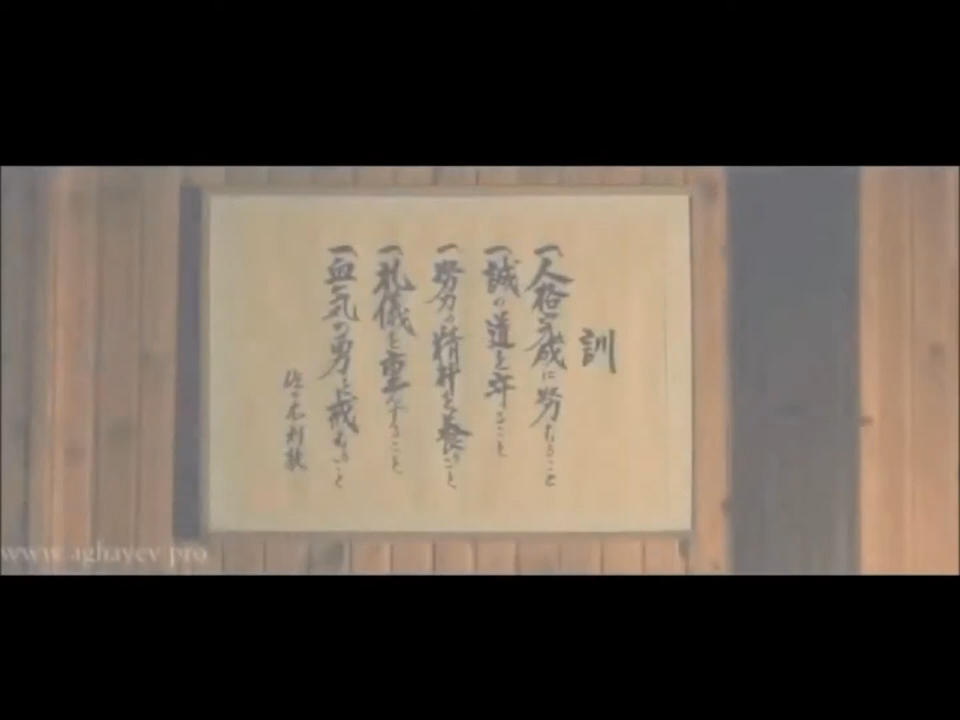 訓
一人格完成に努むること
一誠の道を守ること
一努力の精神を養うこと
一礼儀を重んずること
一血気の勇を戒むること
www.aghayev.pro